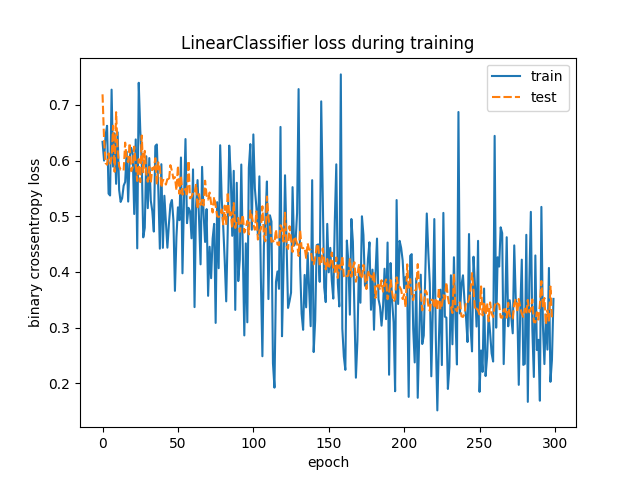 LinearClassifier loss during training
train
test
binary crossentropy loss
0.7
0.6
0.5
0.4
0.3
0.2
0 50 100 150 200 250 300
epoch